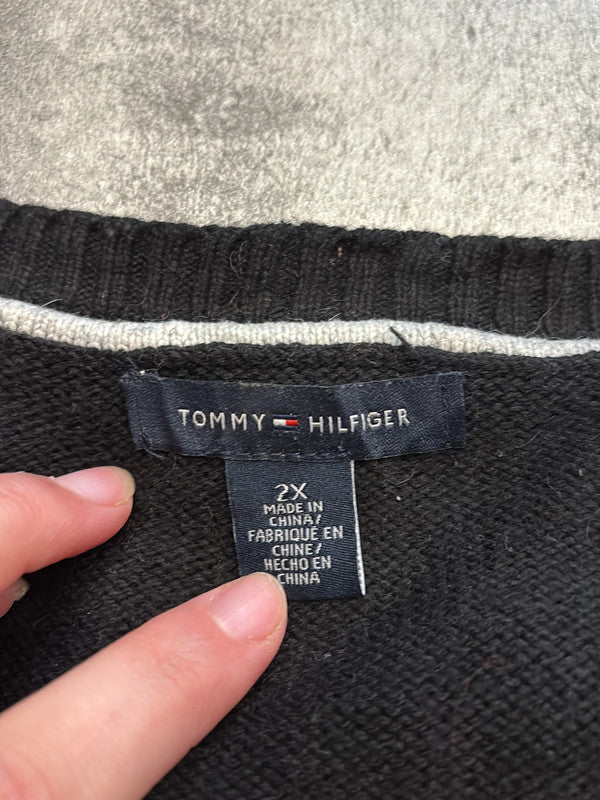 TOMMY HILFIGER
2X
MADE IN
CHINA/
FABRIQUÉ EN
CHINE/
HECHO EN
CHINA